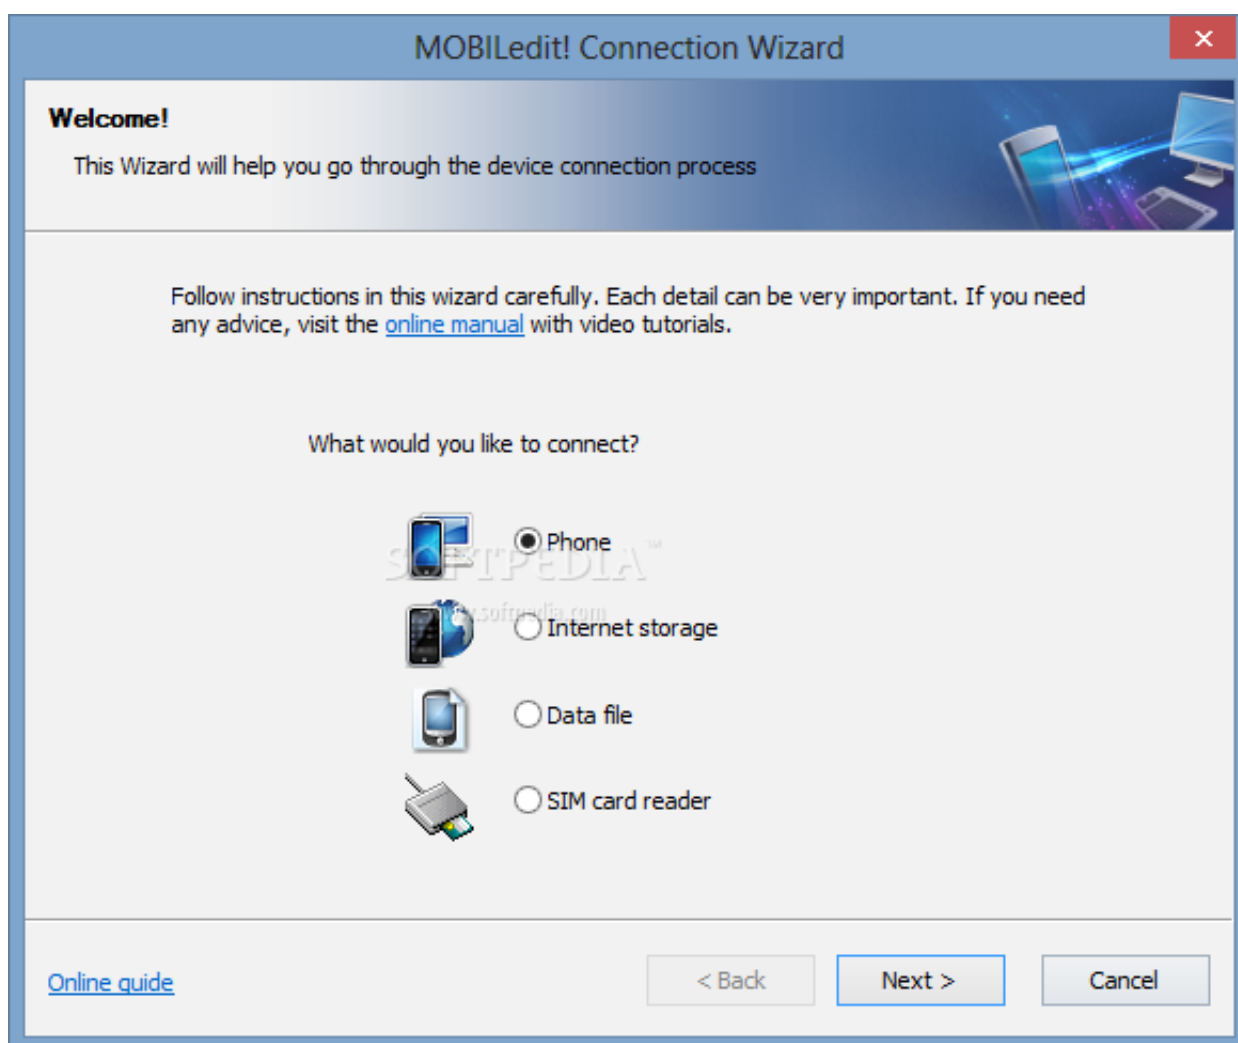 MOBILedit! Connection Wizard
Welcome!
This Wizard will help you go through the device connection process
Follow instructions in this wizard carefully. Each detail can be very important. If you need
any advice, visit the online manual with video tutorials.
What would you like to connect?
Phone
SOFTPEDIA™
www.softpedia.com
Internet storage
Data file
SIM card reader
Online guide
< Back
Next >
Cancel